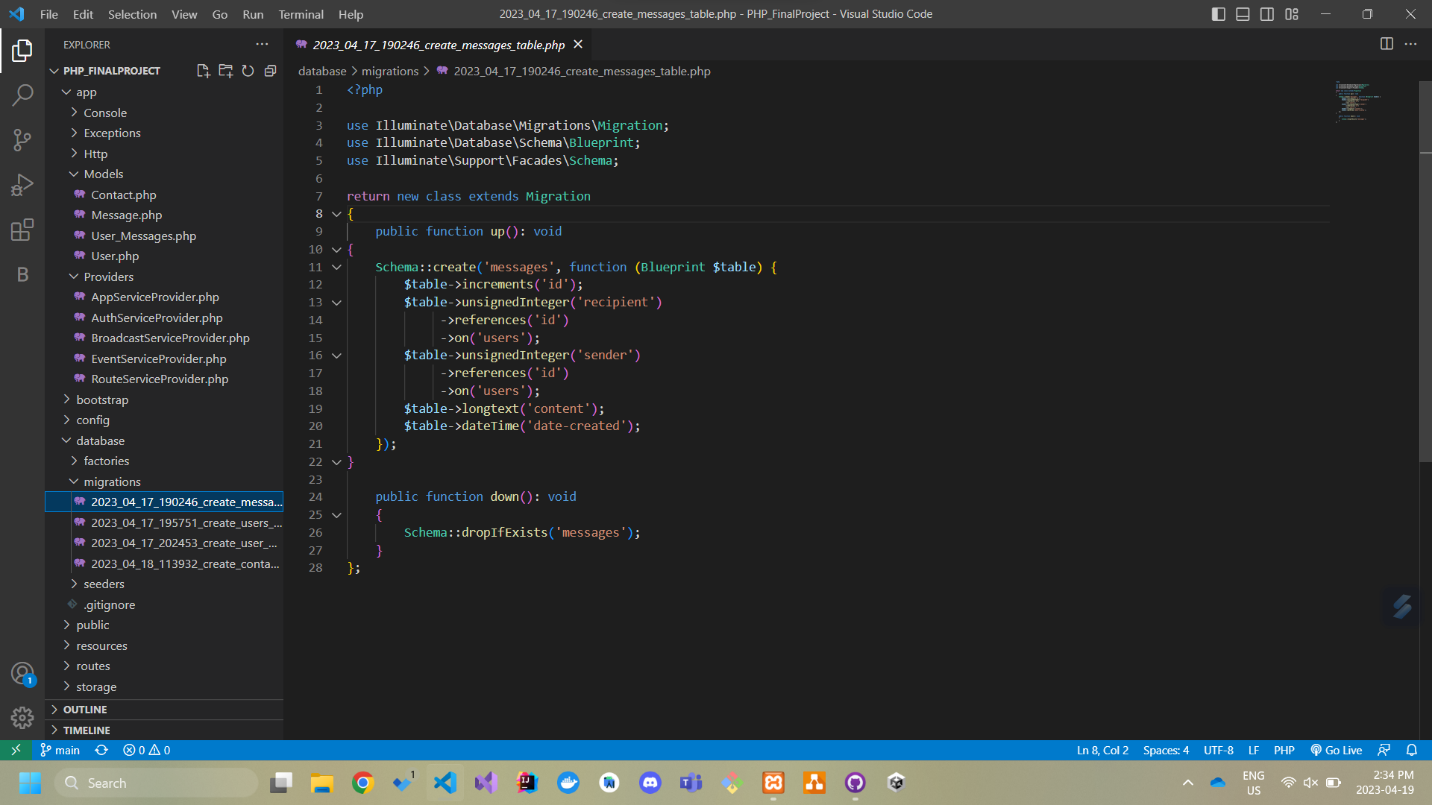 File Edit Selection View Go Run Terminal Help
2023_04_17_190246_create_messages_table.php - PHP_FinalProject - Visual Studio Code
EXPLORER
PHP_FINALPROJECT
app
Console
Exceptions
Http
Models
Contact.php
Message.php
User_Messages.php
User.php
Providers
AppServiceProvider.php
AuthServiceProvider.php
BroadcastServiceProvider.php
EventServiceProvider.php
RouteServiceProvider.php
bootstrap
config
database
factories
migrations
2023_04_17_190246_create_messa...
2023_04_17_195751_create_users_...
2023_04_17_202453_create_user_...
2023_04_18_113932_create_conta...
seeders
.gitignore
public
resources
routes
storage
OUTLINE
TIMELINE
B
1
2023_04_17_190246_create_messages_table.php
database > migrations > 2023_04_17_190246_create_messages_table.php
1 <?php
2
3 use Illuminate\Database\Migrations\Migration;
4 use Illuminate\Database\Schema\Blueprint;
5 use Illuminate\Support\Facades\Schema;
6
7 return new class extends Migration
8 {
9 public function up(): void
10 {
11 Schema::create('messages', function (Blueprint $table) {
12 $table->increments('id');
13 $table->unsignedInteger('recipient')
14 ->references('id')
15 ->on('users');
16 $table->unsignedInteger('sender')
17 ->references('id')
18 ->on('users');
19 $table->longtext('content');
20 $table->dateTime('date-created');
21 });
22 }
23
24 public function down(): void
25 {
26 Schema::dropIfExists('messages');
27 }
28 };
main 0 0 Ln 8, Col 2 Spaces: 4 UTF-8 LF PHP Go Live
Search
1
ENG
US
2:34 PM
2023-04-19